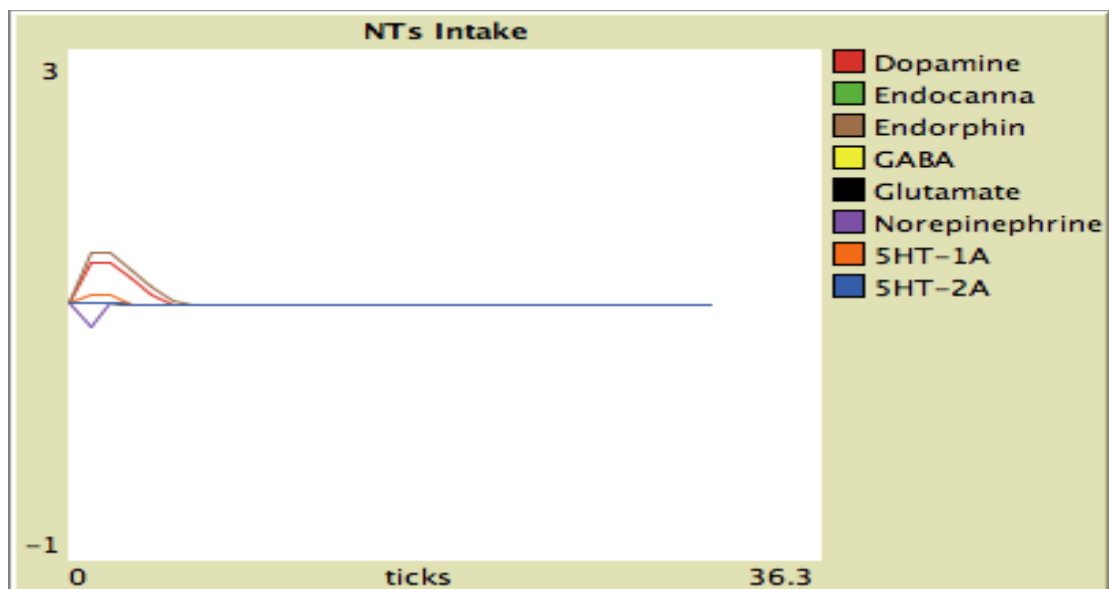 NTs Intake
3
-1
0
ticks
36.3
Dopamine
Endocanna
Endorphin
GABA
Glutamate
Norepinephrine
5HT-1A
5HT-2A